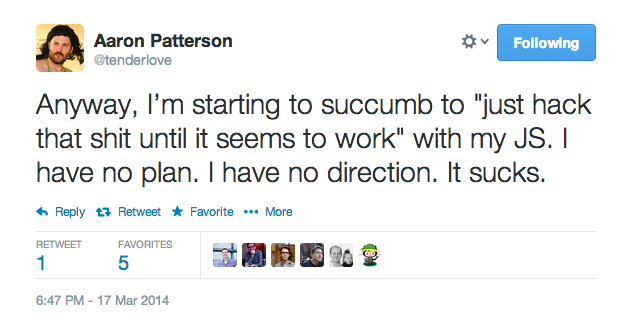 Aaron Patterson
@tenderlove
Following
Anyway, I’m starting to succumb to "just hack
that shit until it seems to work" with my JS. I
have no plan. I have no direction. It sucks.
Reply Retweet Favorite More
RETWEET FAVORITES
1 5
6:47 PM - 17 Mar 2014